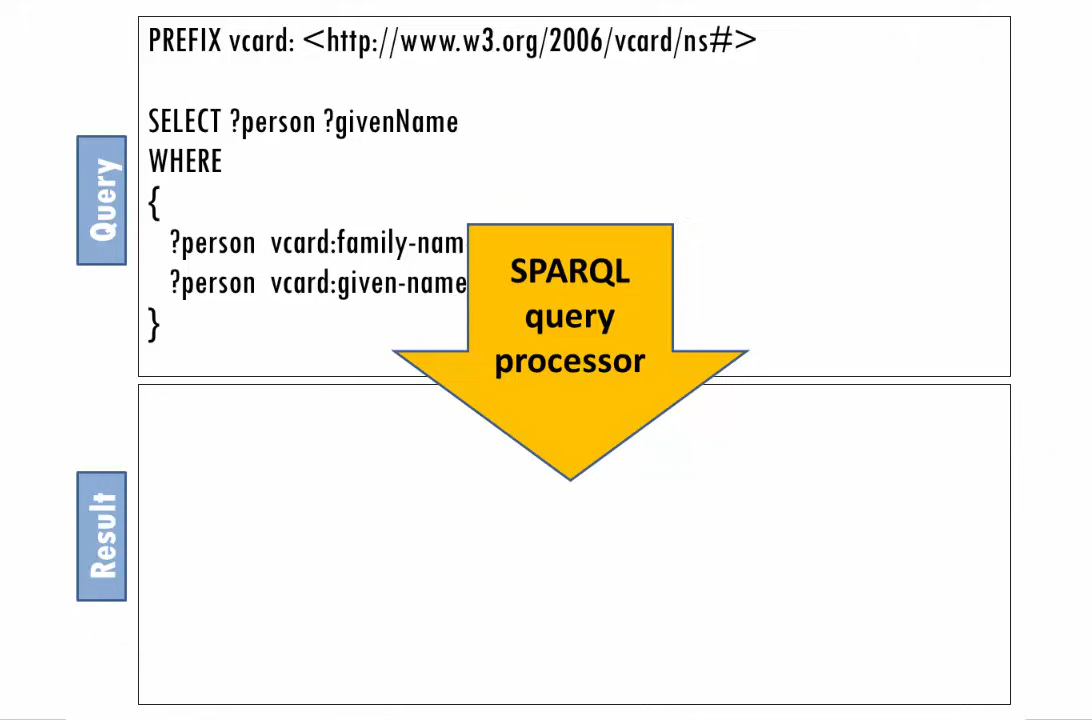 PREFIX vcard: <http://www.w3.org/2006/vcard/ns#>
SELECT ?person ?givenName
WHERE
{
?person vcard:family-nam
?person vcard:given-name
}
Query
SPARQL
query
processor
Result